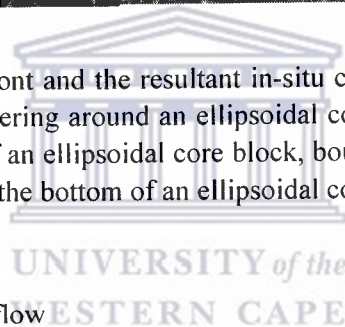 ont and the resultant in-situ c
ering around an ellipsoidal co
an ellipsoidal core block, bou
the bottom of an ellipsoidal co
UNIVERSITY of the
flow
WESTERN CAPE